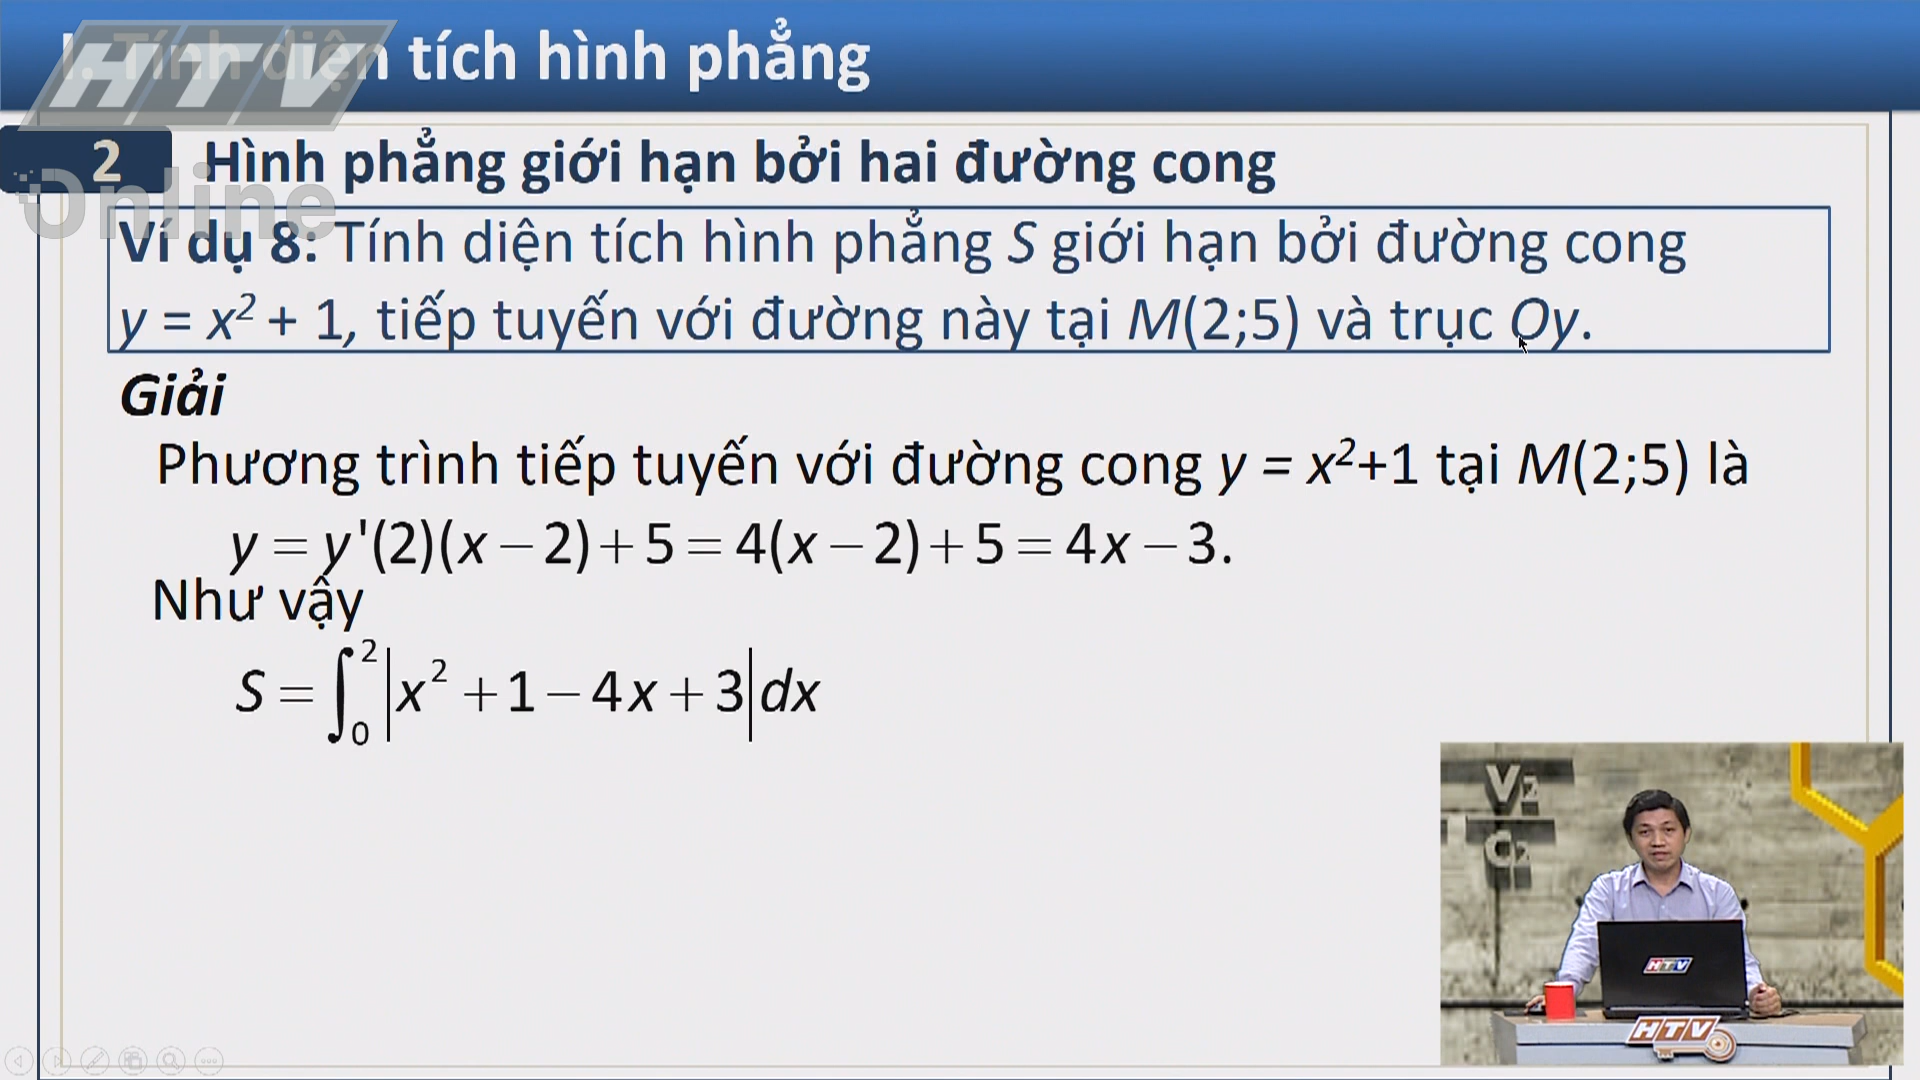 I. Tính diện tích hình phẳng
HTV
Online
2
Hình phẳng giới hạn bởi hai đường cong
Ví dụ 8: Tính diện tích hình phẳng S giới hạn bởi đường cong
y = x² + 1, tiếp tuyến với đường này tại M(2;5) và trục Oy.
Giải
Phương trình tiếp tuyến với đường cong y = x²+1 tại M(2;5) là
y = y'(2)(x − 2) + 5 = 4(x − 2) + 5 = 4x − 3.
Như vậy
S = ∫₀² |x² + 1 − 4x + 3| dx
V₂
C₂
HTV
HTV